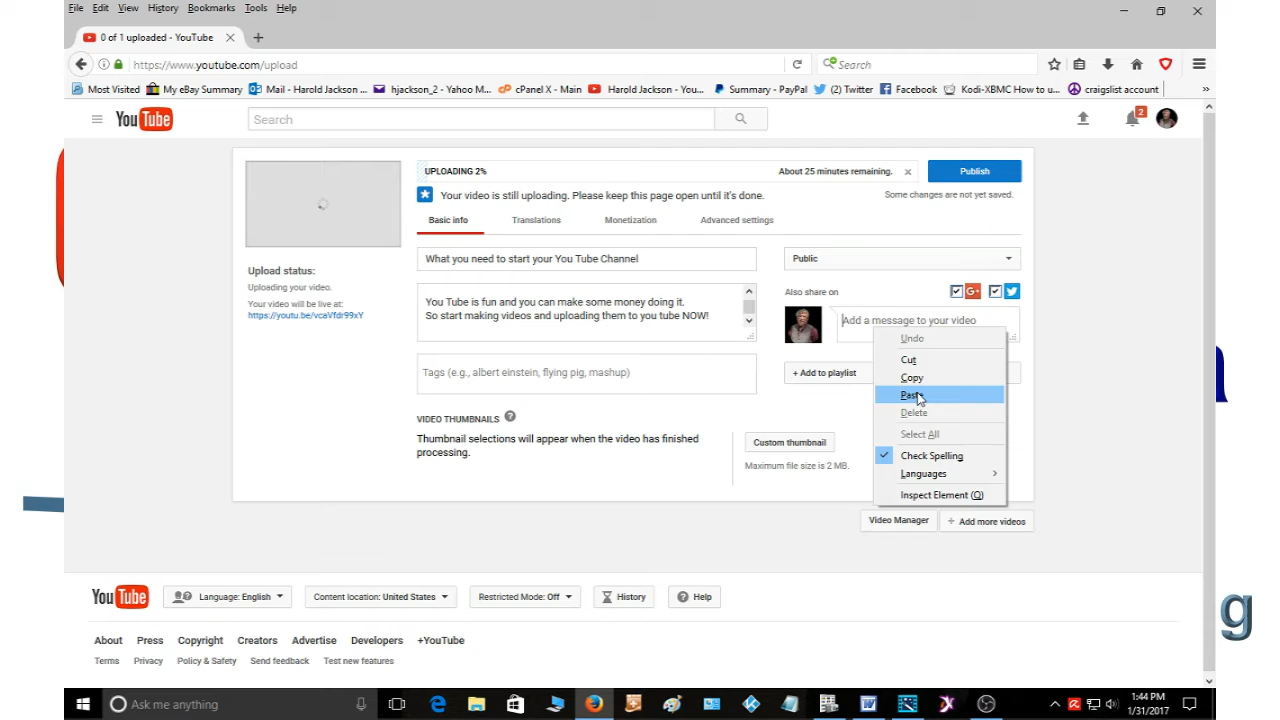 File Edit View History Bookmarks Tools Help
0 of 1 uploaded - YouTube
https://www.youtube.com/upload
Search
Most Visited My eBay Summary Mail - Harold Jackson ... hjackson_2 - Yahoo M... cPanel X - Main Harold Jackson - You... Summary - PayPal (2) Twitter Facebook Kodi-XBMC How to u... craigslist account »
YouTube
Search
2
UPLOADING 2%
About 25 minutes remaining.
Publish
Your video is still uploading. Please keep this page open until it's done.
Some changes are not yet saved.
Basic info Translations Monetization Advanced settings
What you need to start your You Tube Channel
Public
Upload status:
Uploading your video.
Your video will be live at:
https://youtu.be/vcaVfdr99xY
You Tube is fun and you can make some money doing it.
So start making videos and uploading them to you tube NOW!
Also share on
G+
Add a message to your video
Tags (e.g., albert einstein, flying pig, mashup)
+ Add to playlist
Undo
Cut
Copy
Paste
Delete
Select All
Check Spelling
Languages
Inspect Element (Q)
VIDEO THUMBNAILS ?
Thumbnail selections will appear when the video has finished
processing.
Custom thumbnail
Maximum file size is 2 MB.
Video Manager
+ Add more videos
YouTube
Language: English
Content location: United States
Restricted Mode: Off
History
Help
About Press Copyright Creators Advertise Developers +YouTube
Terms Privacy Policy & Safety Send feedback Test new features
g
Ask me anything
1:44 PM
1/31/2017